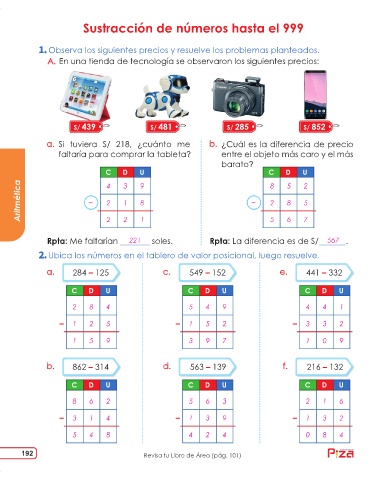 Sustracción de números hasta el 999
1. Observa los siguientes precios y resuelve los problemas planteados.
A. En una tienda de tecnología se observaron los siguientes precios:
S/ 439 S/ 481 S/ 285 S/ 852
a. Si tuviera S/ 218, ¿cuánto me
faltaría para comprar la tableta?
C D U
4 3 9
– 2 1 8
2 2 1
Rpta: Me faltarían 221 soles.
b. ¿Cuál es la diferencia de precio
entre el objeto más caro y el más
barato?
C D U
8 5 2
– 2 8 5
5 6 7
Rpta: La diferencia es de S/ 567 .
Aritmética
2. Ubica los números en el tablero de valor posicional, luego resuelve.
a. 284 – 125
C D U
2 8 4
– 1 2 5
1 5 9
c. 549 – 152
C D U
5 4 9
– 1 5 2
3 9 7
e. 441 – 332
C D U
4 4 1
– 3 3 2
1 0 9
b. 862 – 314
C D U
8 6 2
– 3 1 4
5 4 8
d. 563 – 139
C D U
5 6 3
– 1 3 9
4 2 4
f. 216 – 132
C D U
2 1 6
– 1 3 2
0 8 4
192
Revisa tu Libro de Área (pág. 101)